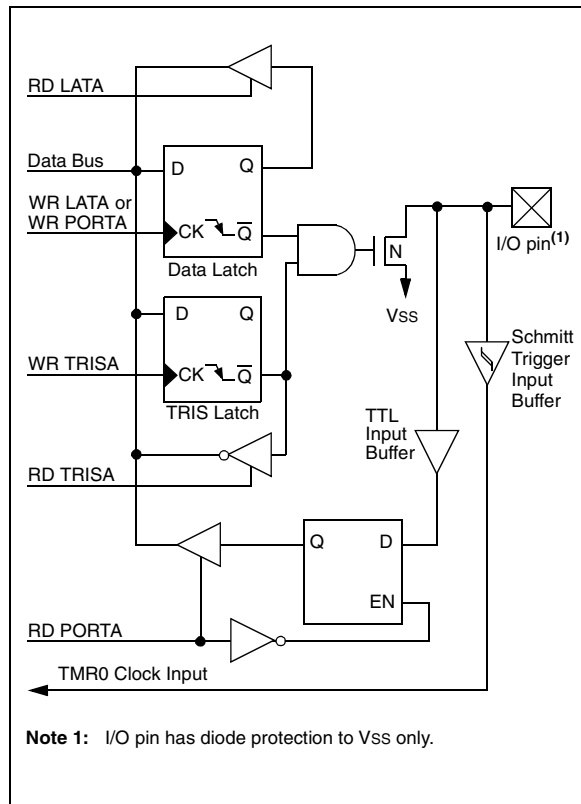 RD LATA
Data Bus
D Q
WR LATA or
WR PORTA
CK Q
Data Latch
N
I/O pin(1)
VSS
D Q
WR TRISA
CK Q
TRIS Latch
Schmitt
Trigger
Input
Buffer
TTL
Input
Buffer
RD TRISA
Q D
EN
RD PORTA
TMR0 Clock Input
Note 1: I/O pin has diode protection to VSS only.